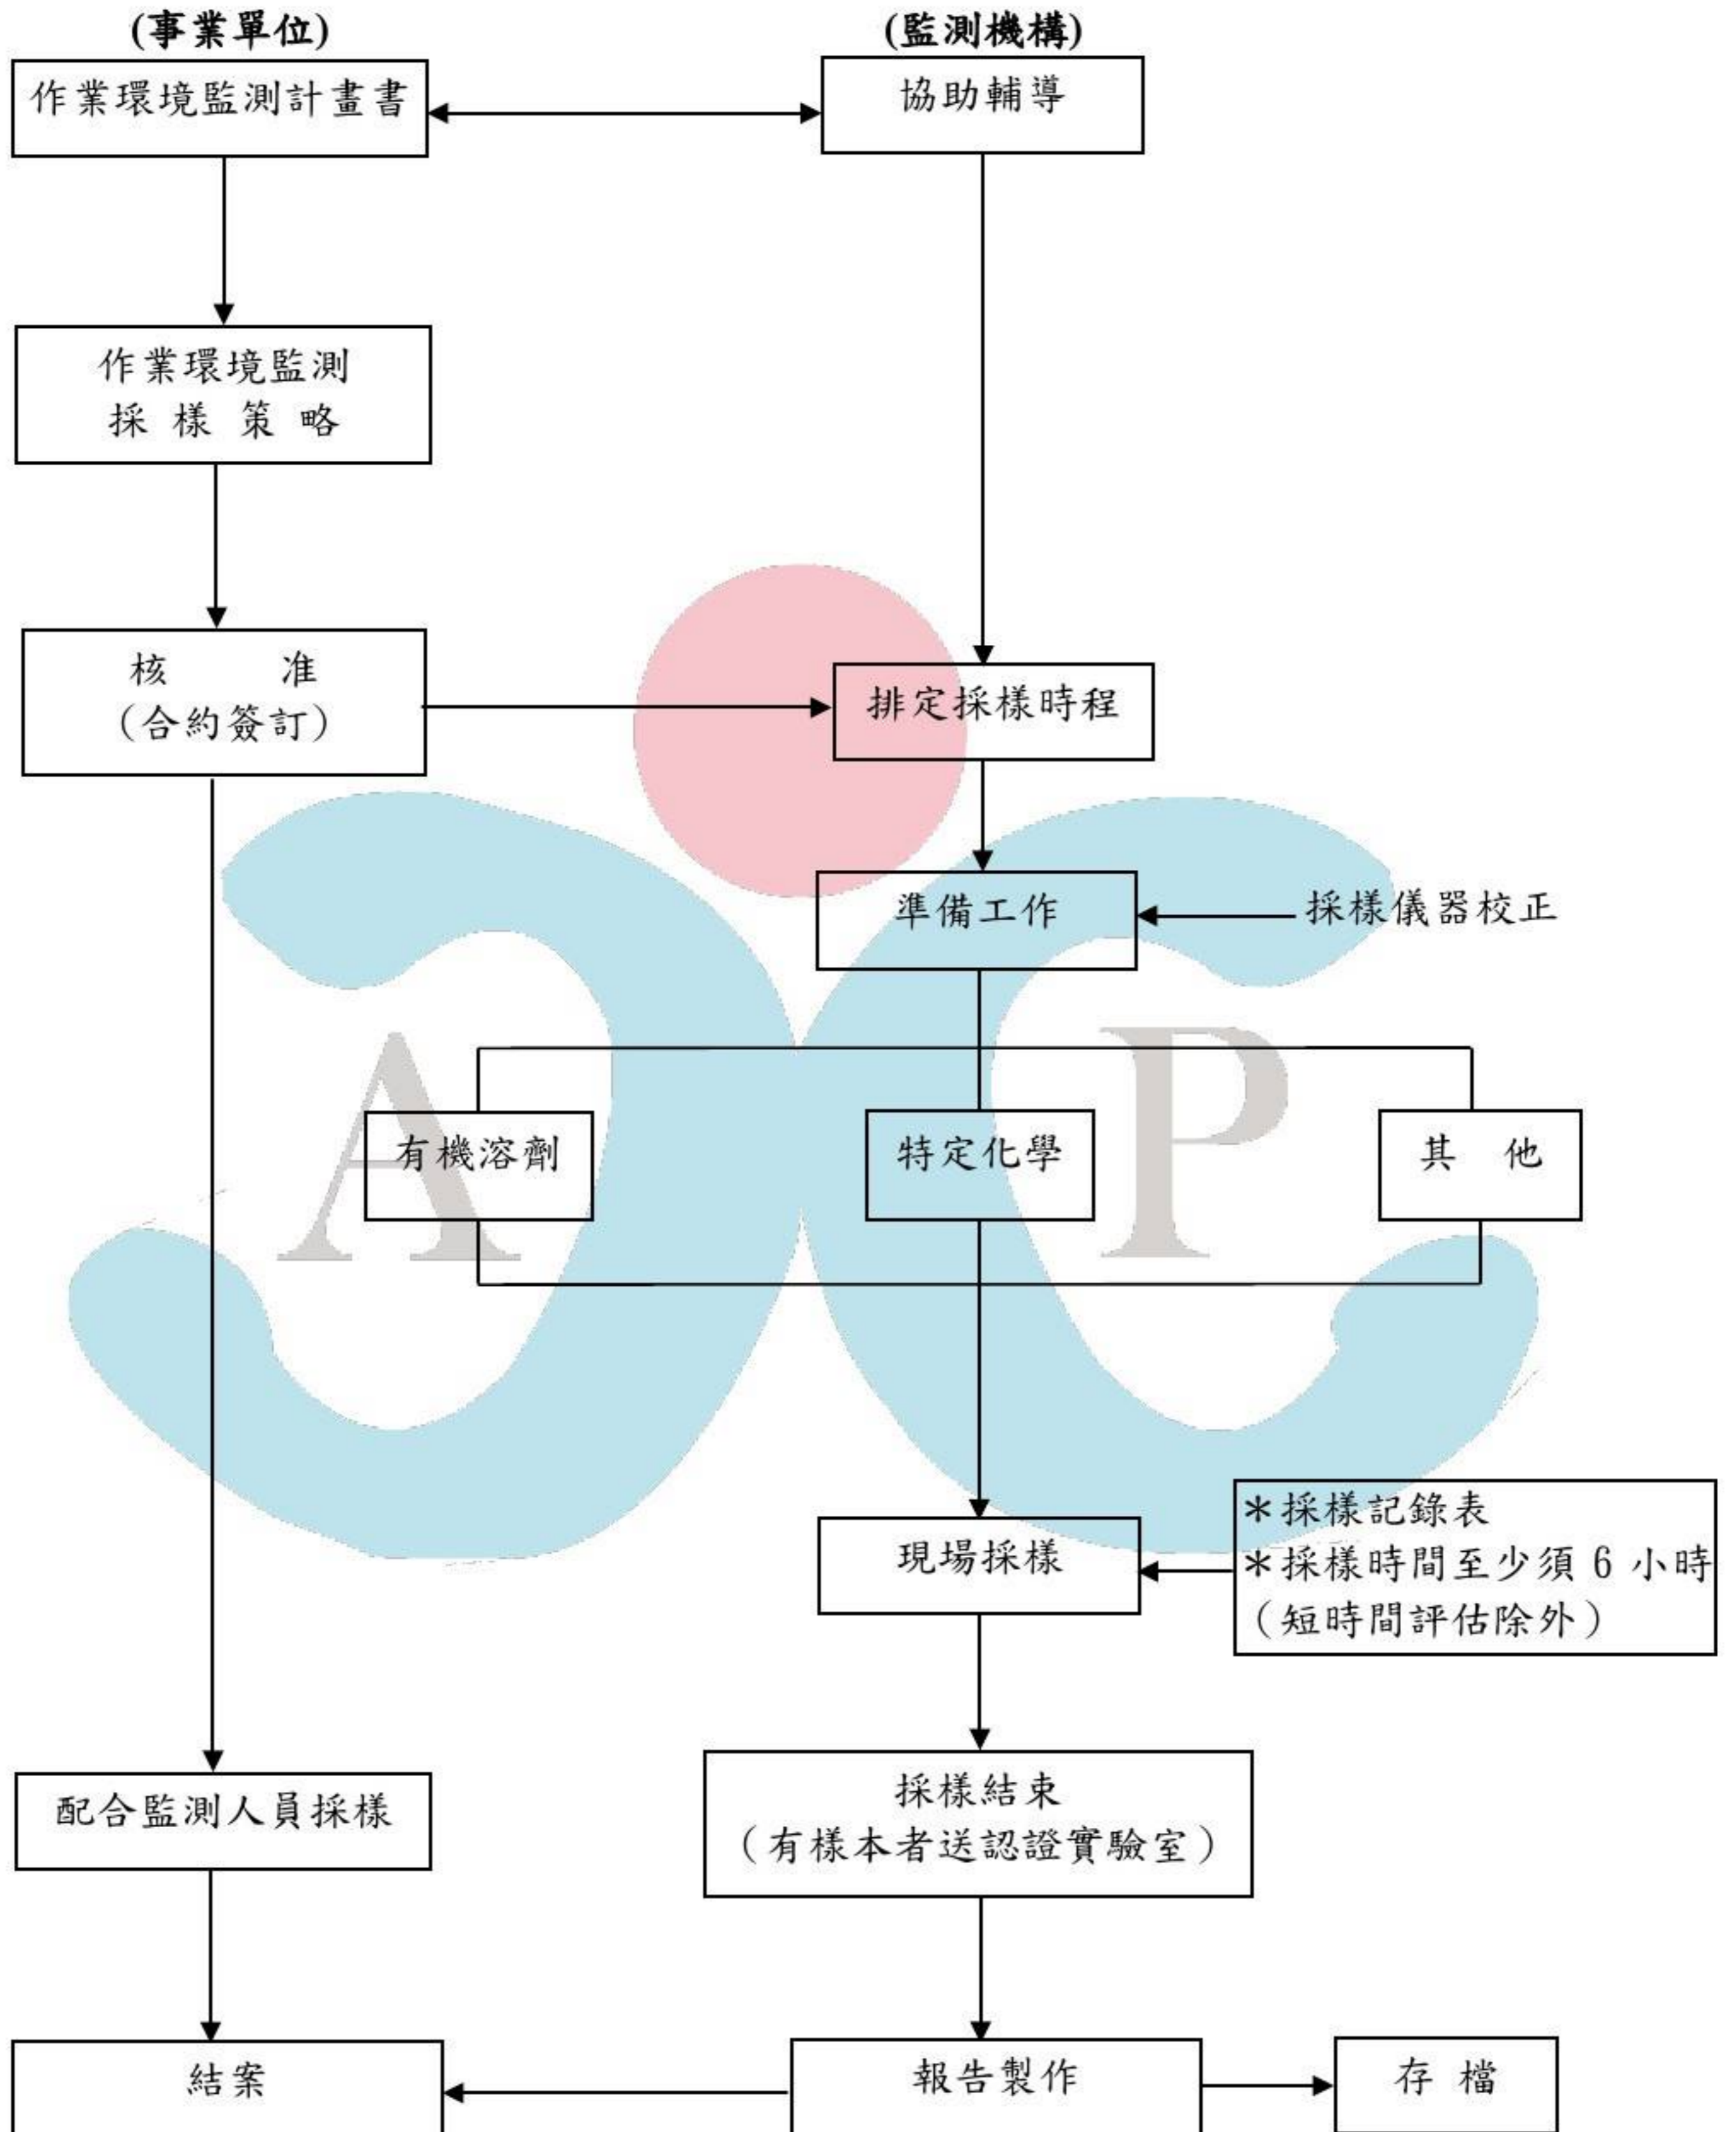 (事業單位)
(監測機構)
作業環境監測計畫書
協助輔導
作業環境監測
採 樣 策 略
核 准
（合約簽訂）
排定採樣時程
準備工作
採樣儀器校正
A
P
有機溶劑
特定化學
其 他
現場採樣
＊採樣記錄表
＊採樣時間至少須 6 小時
（短時間評估除外）
配合監測人員採樣
採樣結束
（有樣本者送認證實驗室）
結案
報告製作
存 檔